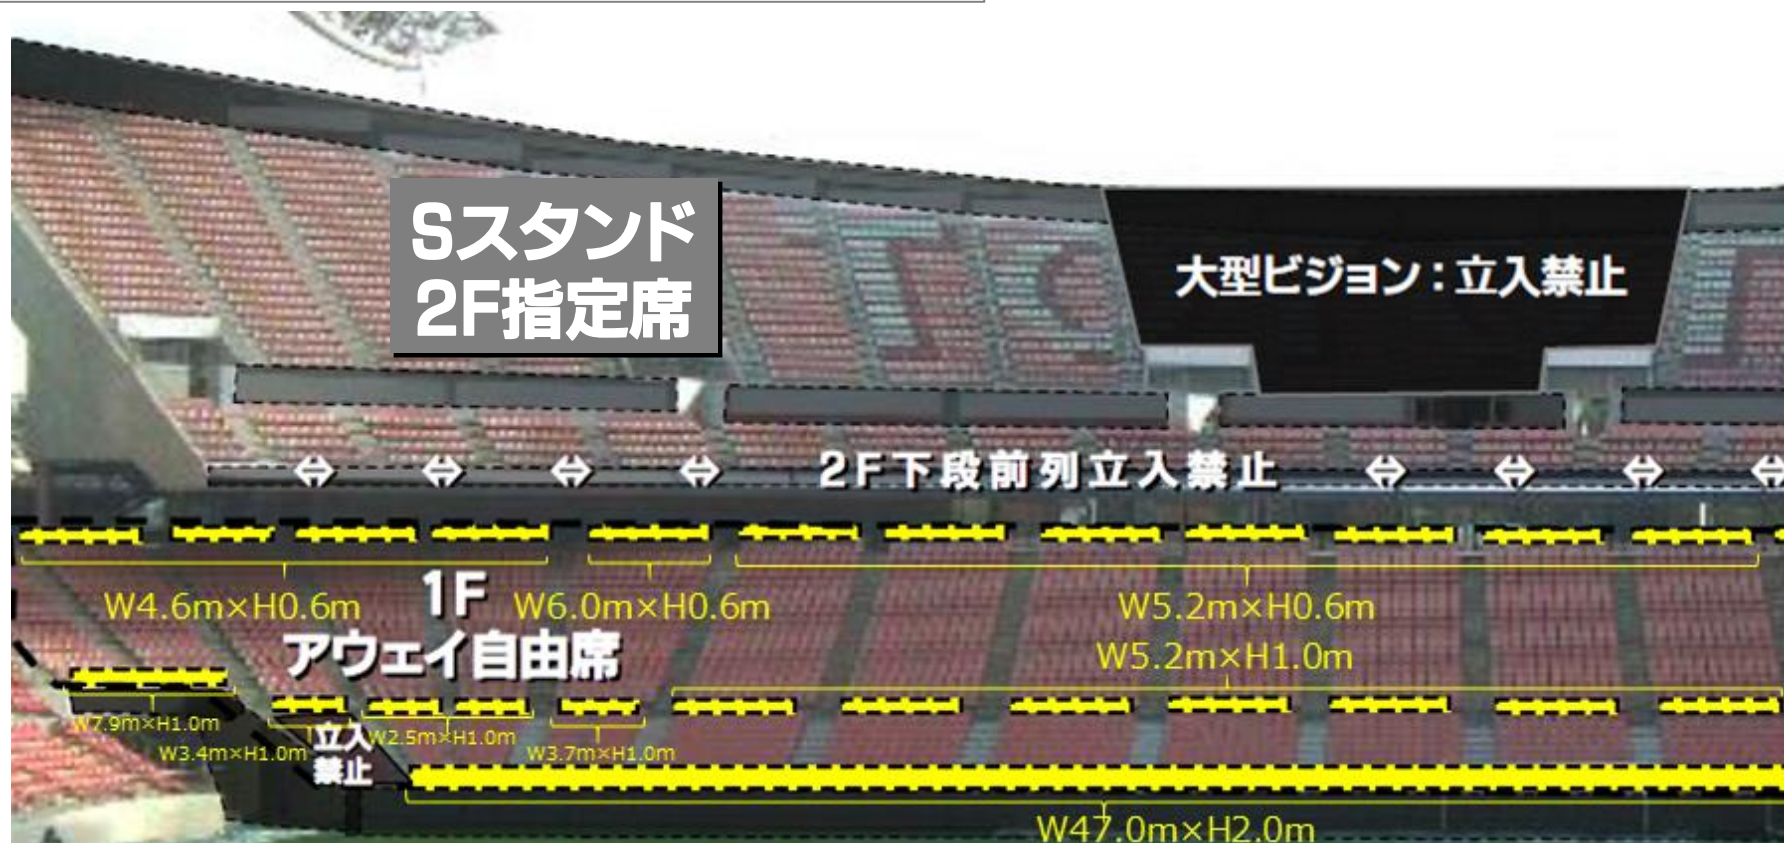 Sスタンド
2F指定席
大型ビジョン:立入禁止
2F下段前列立入禁止
W4.6m×H0.6m
1F
アウェイ自由席
W6.0m×H0.6m
W5.2m×H0.6m
W5.2m×H1.0m
W7.9m×H1.0m
W3.4m×H1.0m
立入
禁止
W2.5m×H1.0m
W3.7m×H1.0m
W47.0m×H2.0m